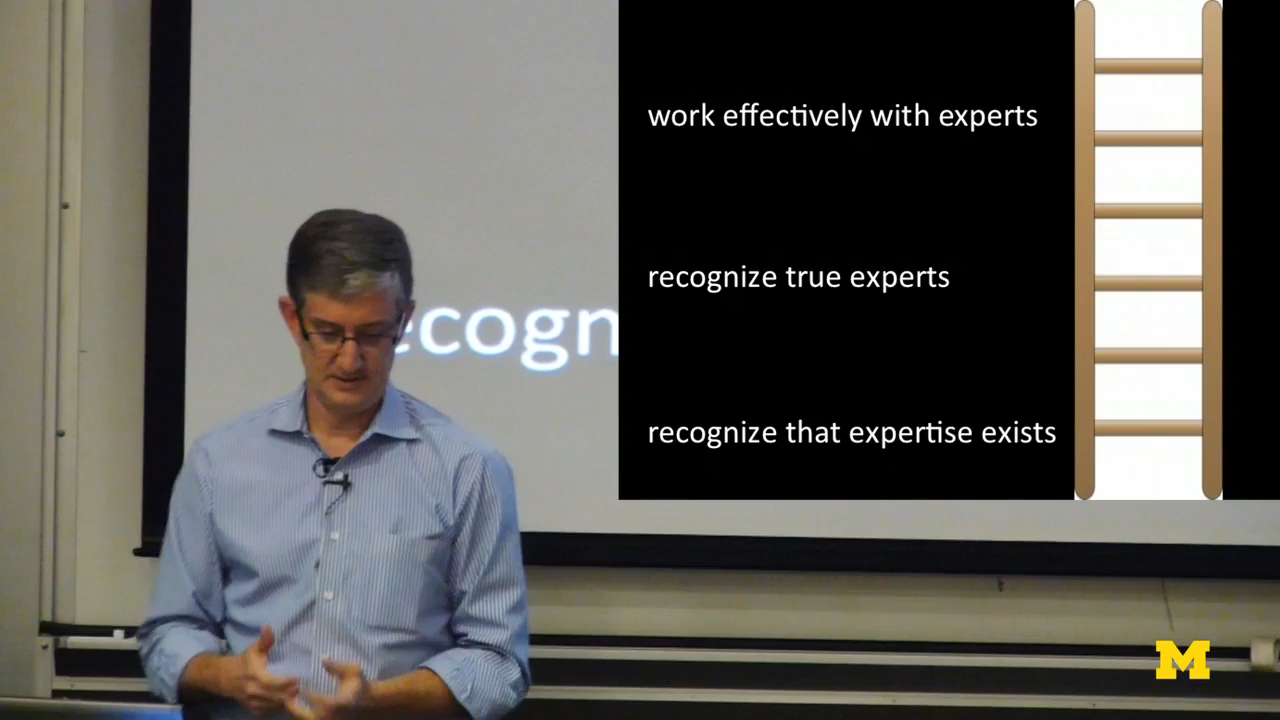 work effectively with experts
recognize true experts
recognize that expertise exists
ecogn
M